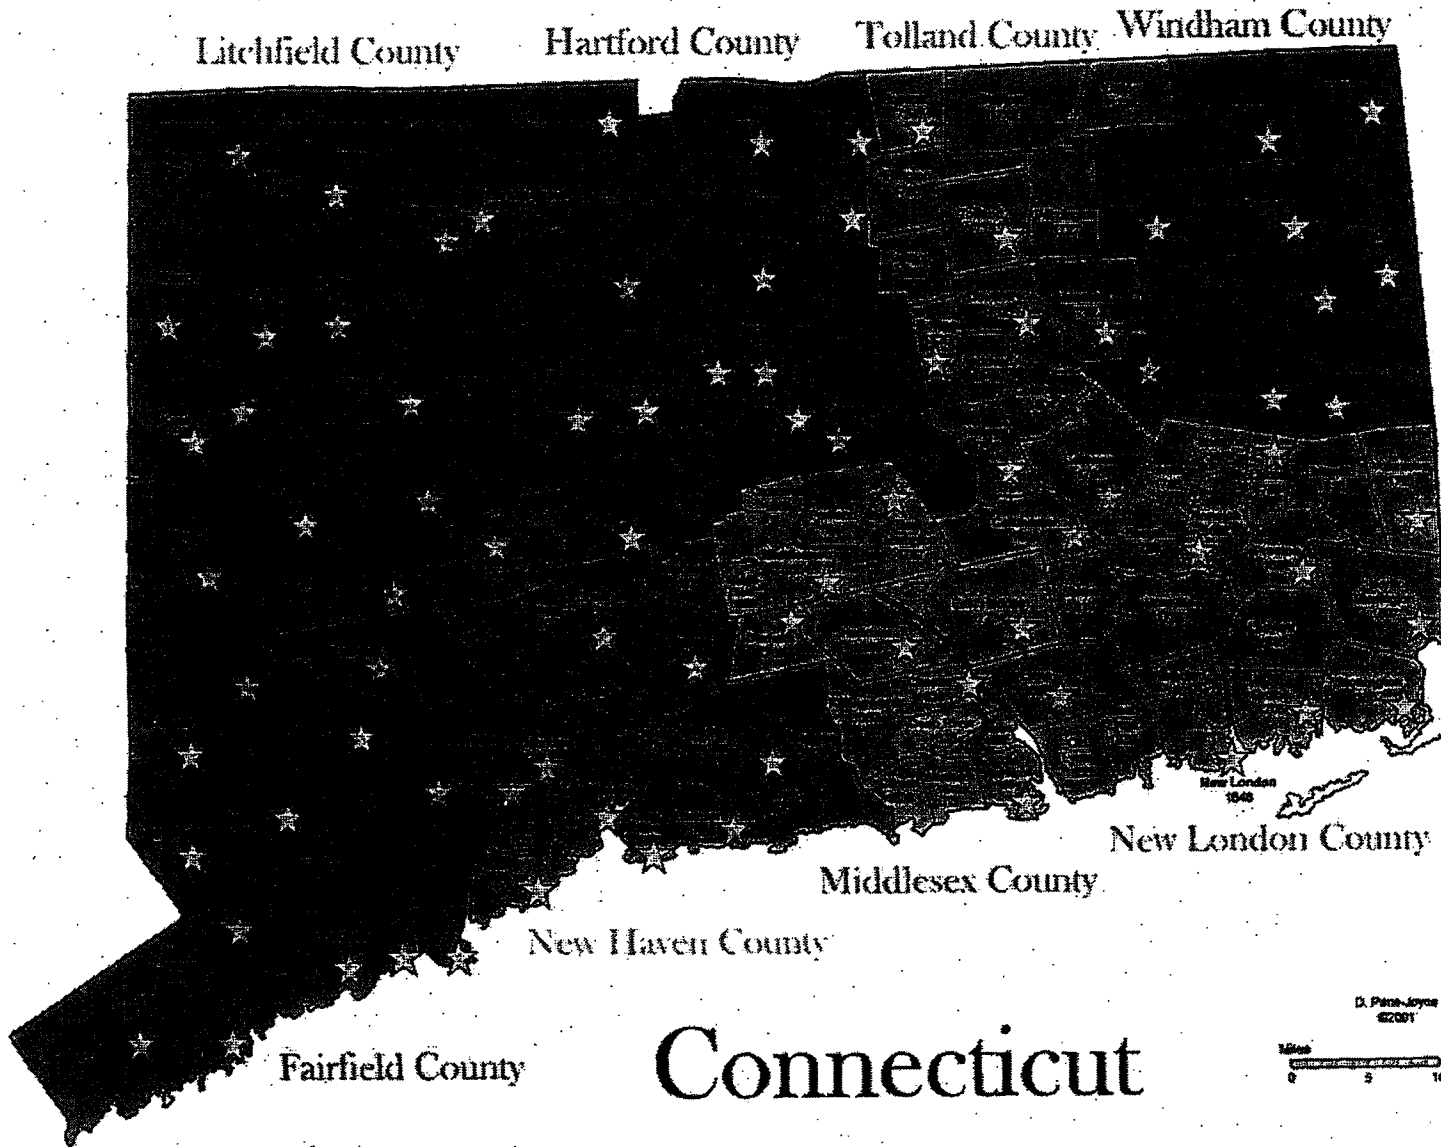 Litchfield County
Hartford County
Tolland County
Windham County
New London
New London County
Middlesex County
New Haven County
Fairfield County
Connecticut
Miles
0 5